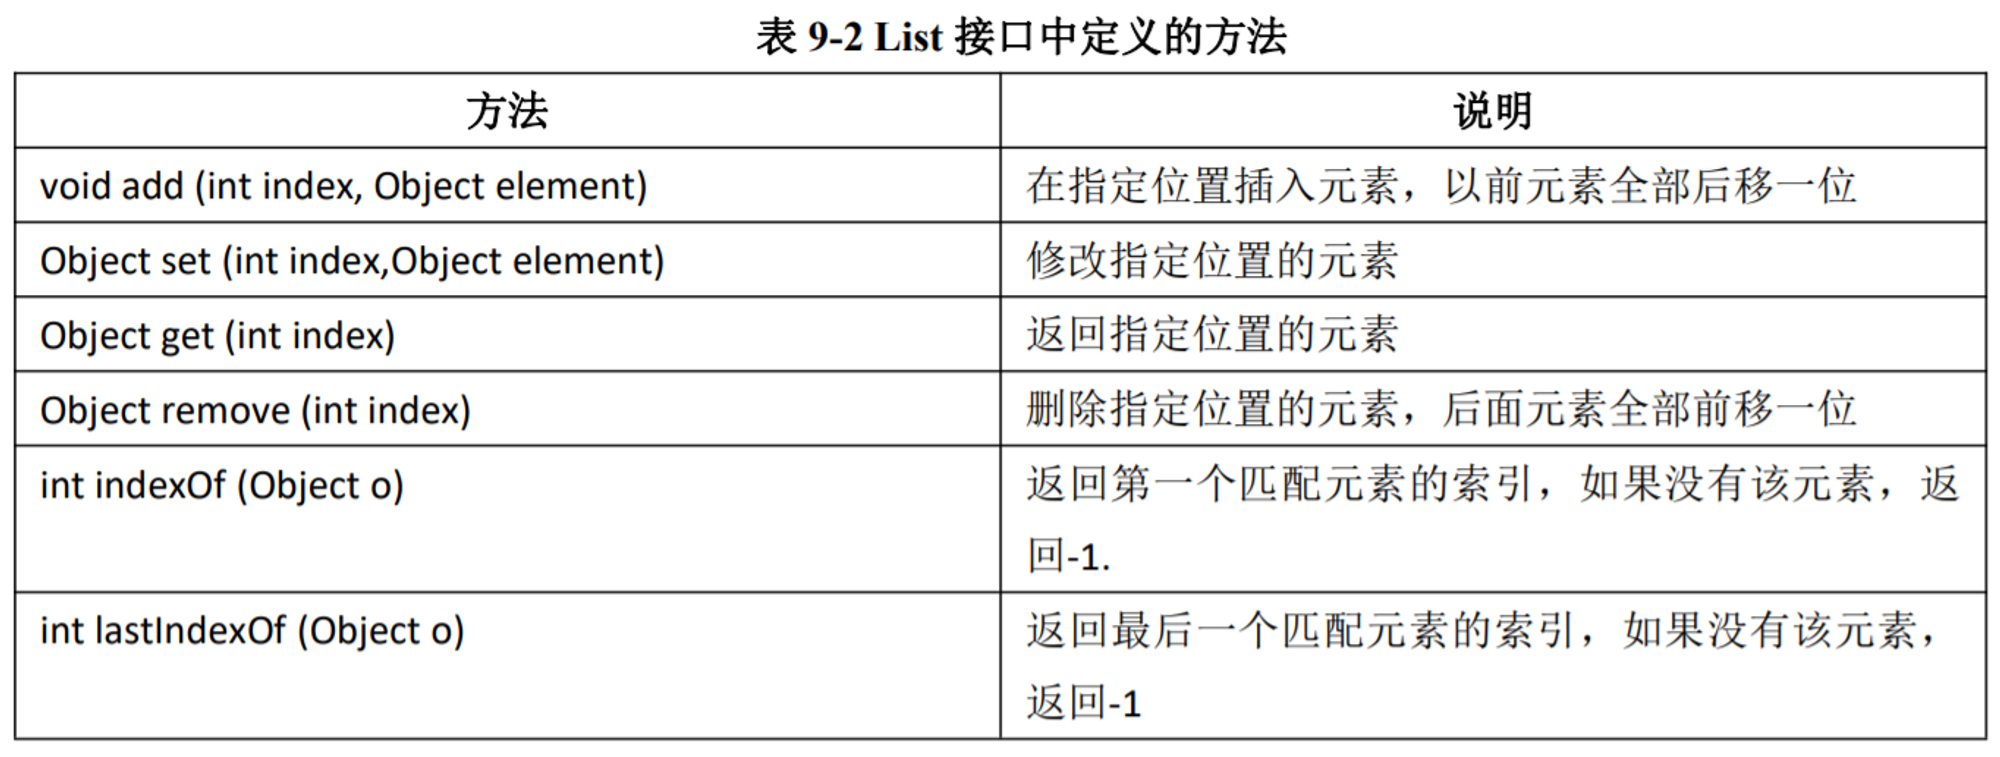 表 9-2 List 接口中定义的方法
方法
说明
void add (int index, Object element)
在指定位置插入元素，以前元素全部后移一位
Object set (int index,Object element)
修改指定位置的元素
Object get (int index)
返回指定位置的元素
Object remove (int index)
删除指定位置的元素，后面元素全部前移一位
int indexOf (Object o)
返回第一个匹配元素的索引，如果没有该元素，返
回-1.
int lastIndexOf (Object o)
返回最后一个匹配元素的索引，如果没有该元素，
返回-1